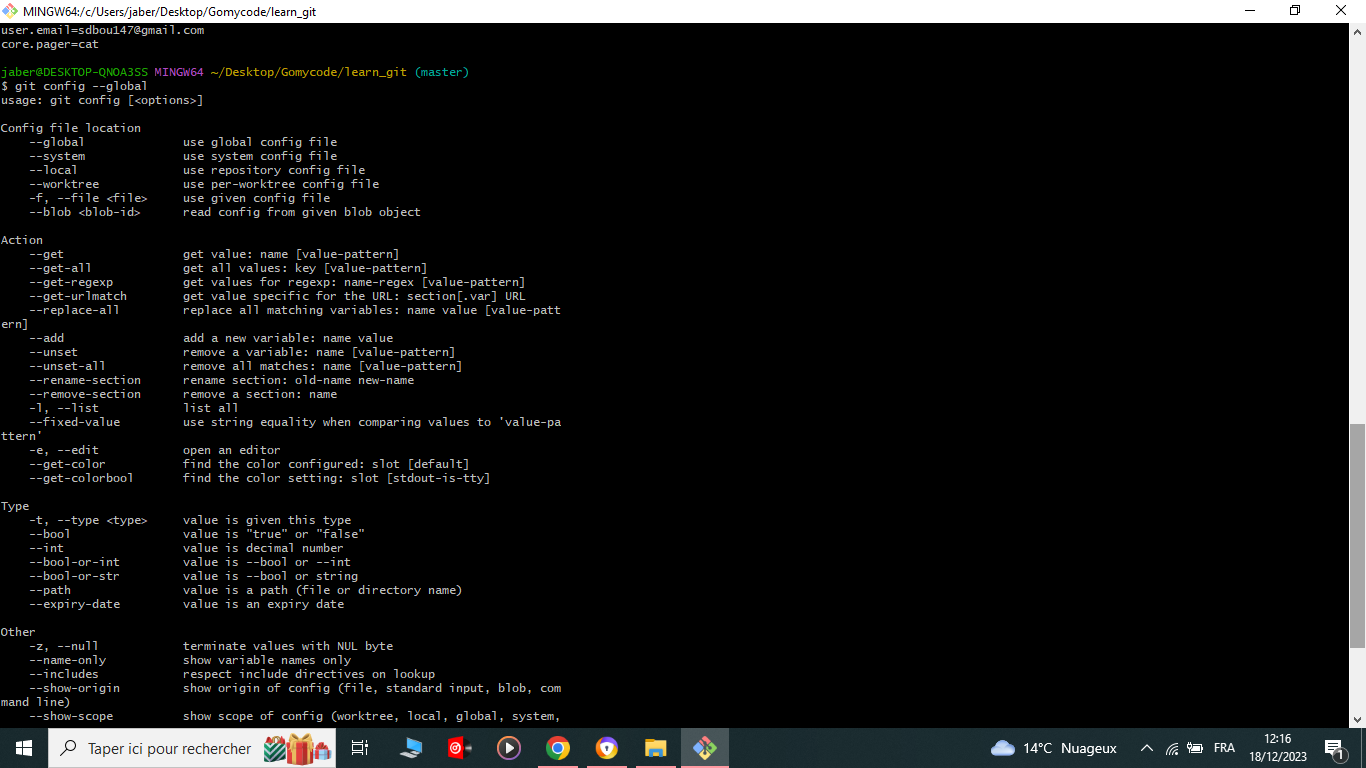 MINGW64:/c/Users/jaber/Desktop/Gomycode/learn_git
user.email=sdbou147@gmail.com
core.pager=cat
jaber@DESKTOP-QNOA3SS MINGW64 ~/Desktop/Gomycode/learn_git (master)
$ git config --global
usage: git config [<options>]
Config file location
--global use global config file
--system use system config file
--local use repository config file
--worktree use per-worktree config file
-f, --file <file> use given config file
--blob <blob-id> read config from given blob object
Action
--get get value: name [value-pattern]
--get-all get all values: key [value-pattern]
--get-regexp get values for regexp: name-regex [value-pattern]
--get-urlmatch get value specific for the URL: section[.var] URL
--replace-all replace all matching variables: name value [value-patt
ern]
--add add a new variable: name value
--unset remove a variable: name [value-pattern]
--unset-all remove all matches: name [value-pattern]
--rename-section rename section: old-name new-name
--remove-section remove a section: name
-l, --list list all
--fixed-value use string equality when comparing values to 'value-pa
ttern'
-e, --edit open an editor
--get-color find the color configured: slot [default]
--get-colorbool find the color setting: slot [stdout-is-tty]
Type
-t, --type <type> value is given this type
--bool value is "true" or "false"
--int value is decimal number
--bool-or-int value is --bool or --int
--bool-or-str value is --bool or string
--path value is a path (file or directory name)
--expiry-date value is an expiry date
Other
-z, --null terminate values with NUL byte
--name-only show variable names only
--includes respect include directives on lookup
--show-origin show origin of config (file, standard input, blob, com
mand line)
--show-scope show scope of config (worktree, local, global, system,
Taper ici pour rechercher
14°C Nuageux
FRA
12:16
18/12/2023
1